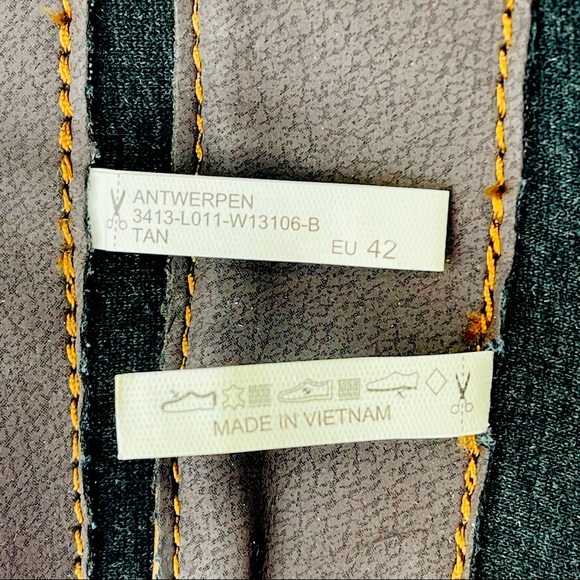 ANTWERPEN
3413-L011-W13106-B
TAN EU 42
MADE IN VIETNAM